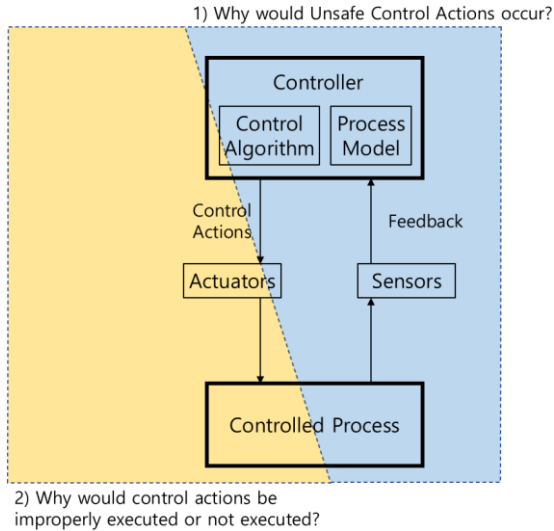 1) Why would Unsafe Control Actions occur?
Controller
Control
Algorithm
Process
Model
Control
Actions
Feedback
Actuators
Sensors
Controlled Process
2) Why would control actions be
improperly executed or not executed?